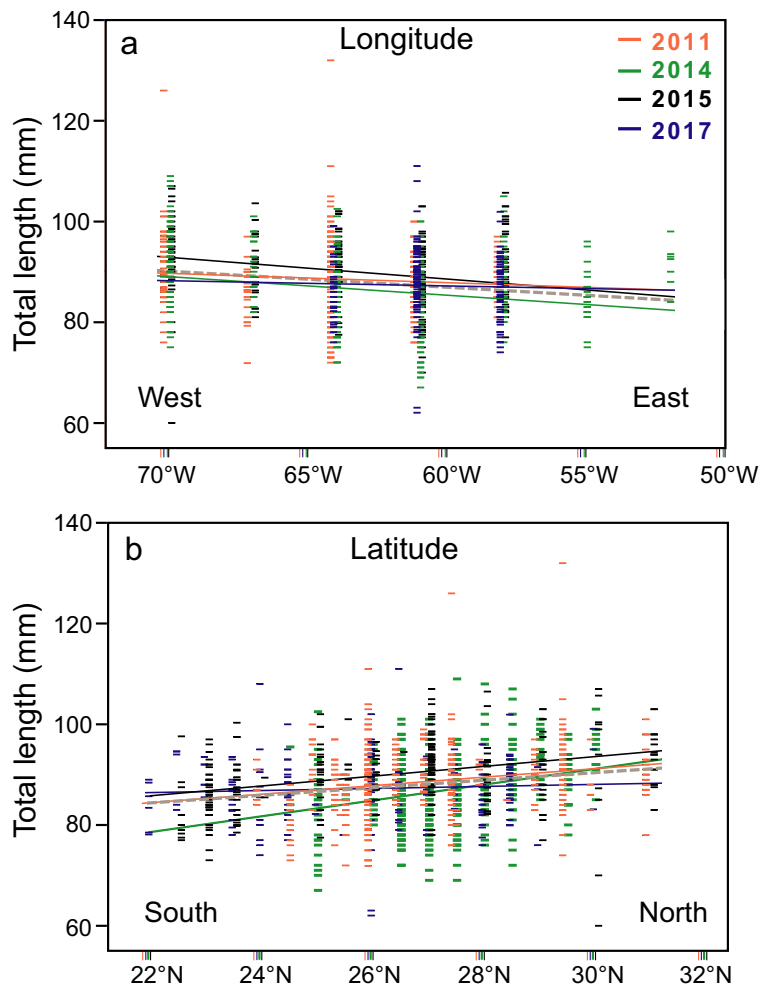 140
a
Longitude
2011
2014
2015
2017
120
100
80
60
Total length (mm)
West
East
70°W
65°W
60°W
55°W
50°W
140
b
Latitude
120
100
80
60
Total length (mm)
South
North
22°N
24°N
26°N
28°N
30°N
32°N